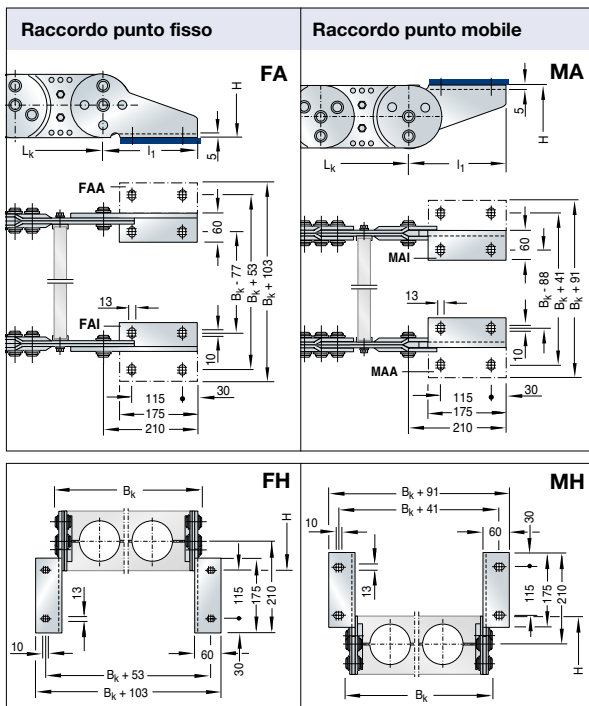 Raccordo punto fisso
Raccordo punto mobile
FA
H
5
Lk
l1
MA
5
H
Lk
l1
FAA
60
13
FAI
10
Bk - 77
Bk + 53
Bk + 103
115
30
175
210
60
MAI
13
10
MAA
Bk - 88
Bk + 41
Bk + 91
115
30
175
210
FH
Bk
H
13
115
175
210
10
60
30
Bk + 53
Bk + 103
MH
Bk + 91
Bk + 41
10
60
30
13
115
175
210
H
Bk